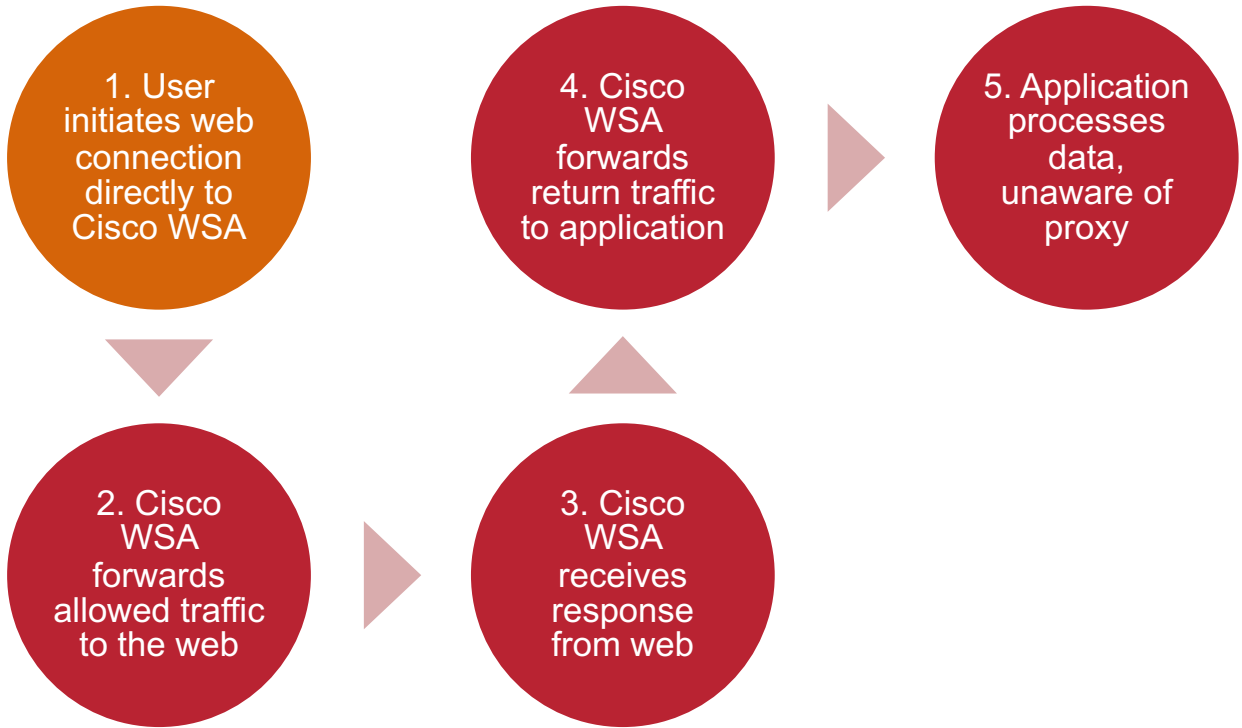 1. User
initiates web
connection
directly to
Cisco WSA
2. Cisco
WSA
forwards
allowed traffic
to the web
3. Cisco
WSA
receives
response
from web
4. Cisco
WSA
forwards
return traffic
to application
5. Application
processes
data,
unaware of
proxy